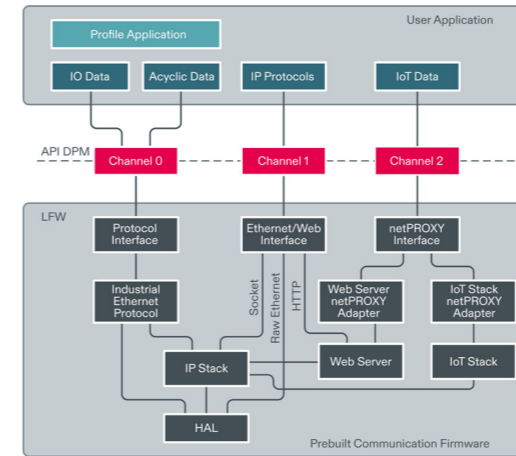 User Application
Profile Application
IO Data
Acyclic Data
IP Protocols
IoT Data
API DPM
Channel 0
Channel 1
Channel 2
LFW
Protocol
Interface
Ethernet/Web
Interface
netPROXY
Interface
Industrial
Ethernet
Protocol
Socket
Raw Ethernet
HTTP
Web Server
netPROXY
Adapter
IoT Stack
netPROXY
Adapter
IP Stack
Web Server
IoT Stack
HAL
Prebuilt Communication Firmware